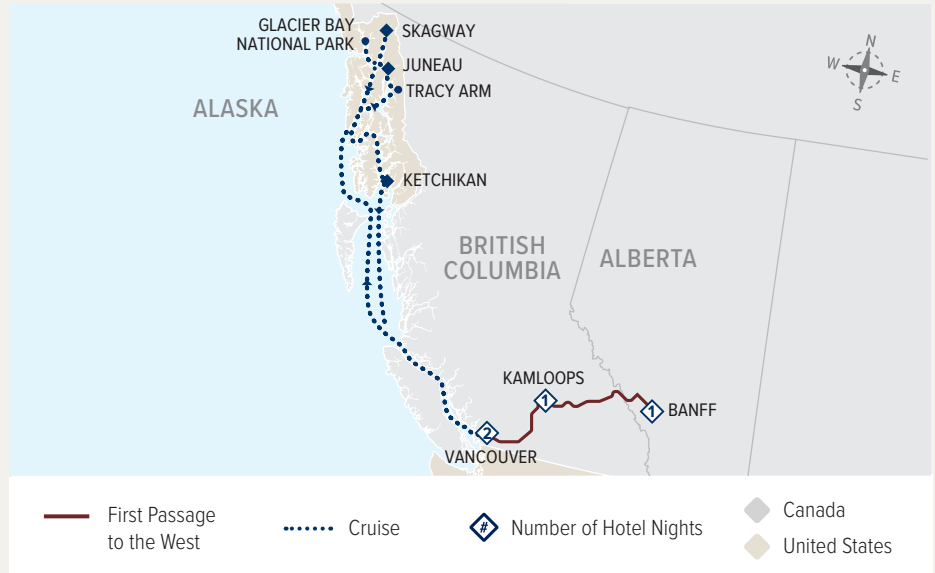 GLACIER BAY
NATIONAL PARK
SKAGWAY
JUNEAU
TRACY ARM
ALASKA
N
W
E
S
KETCHIKAN
BRITISH
COLUMBIA
ALBERTA
KAMLOOPS
1
1
BANFF
2
VANCOUVER
First Passage
to the West
Cruise
#
Number of Hotel Nights
Canada
United States